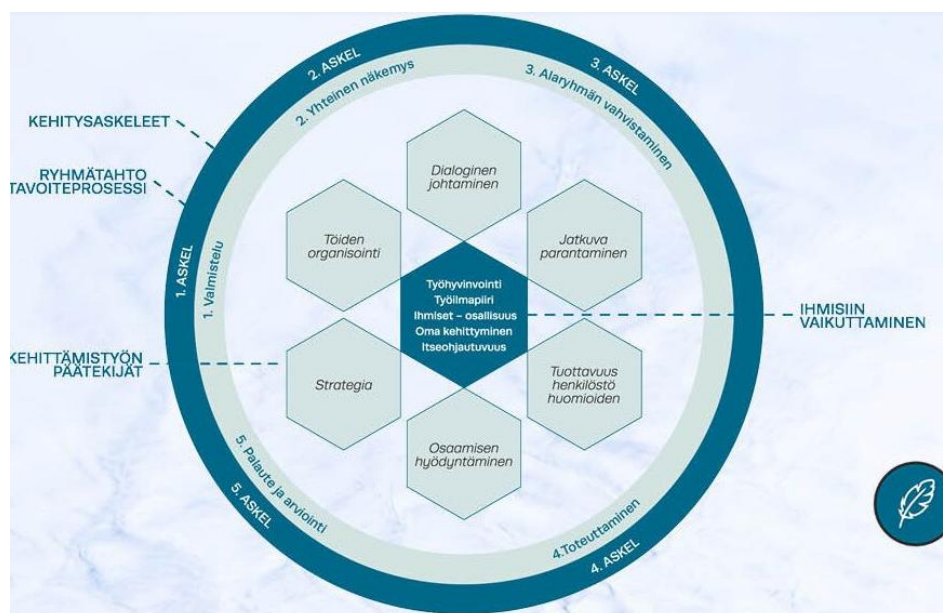 2. ASKEL
3. ASKEL
2. Yhteinen näkemys
3. Alaryhmän vahvistaminen
KEHITYSASKELEET
RYHMÄTAHTO
TAVOITEPROSESSI
Dialoginen
johtaminen
Töiden
organisointi
Jatkuva
parantaminen
1. ASKEL
1. Valmistelu
Työhyvinvointi
Työilmapiiri
Ihmiset – osallisuus
Oma kehittyminen
Itseohjautuvuus
IHMISIIN
VAIKUTTAMINEN
KEHITTÄMISTYÖN
PÄÄTEKIJÄT
Strategia
Tuottavuus
henkilöstö
huomioiden
Osaamisen
hyödyntäminen
5. Palaute ja arviointi
5. ASKEL
4.Toteuttaminen
4. ASKEL